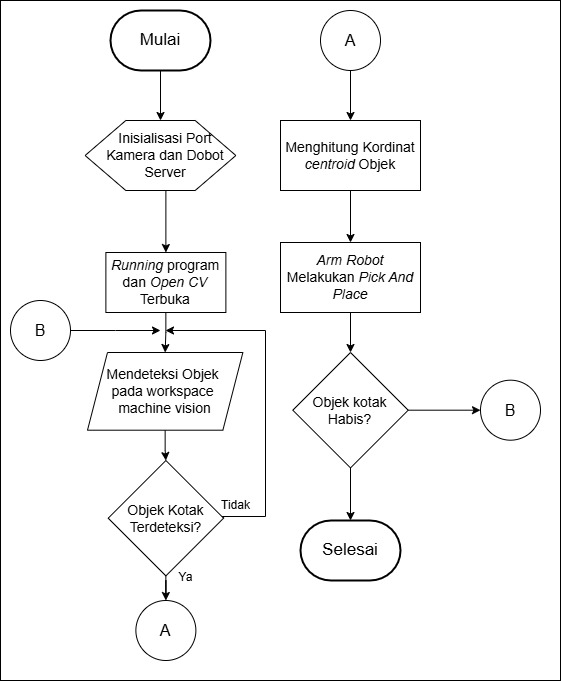 Mulai
Inisialisasi Port
Kamera dan Dobot
Server
Running program
dan Open CV
Terbuka
B
Mendeteksi Objek
pada workspace
machine vision
Objek Kotak
Terdeteksi?
Tidak
Ya
A
A
Menghitung Kordinat
centroid Objek
Arm Robot
Melakukan Pick And
Place
Objek kotak
Habis?
B
Selesai